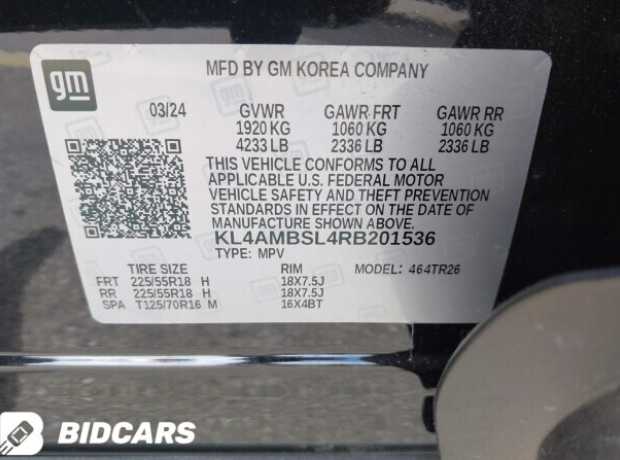 gm
MFD BY GM KOREA COMPANY
03/24 GVWR GAWR FRT GAWR RR
1920 KG 1060 KG 1060 KG
4233 LB 2336 LB 2336 LB
THIS VEHICLE CONFORMS TO ALL
APPLICABLE U.S. FEDERAL MOTOR
VEHICLE SAFETY AND THEFT PREVENTION
STANDARDS IN EFFECT ON THE DATE OF
MANUFACTURE SHOWN ABOVE.
KL4AMBSL4RB201536
TYPE: MPV MODEL: 464TR26
TIRE SIZE RIM
FRT 225/55R18 H 18X7.5J
RR 225/55R18 H 18X7.5J
SPA T125/70R16 M 16X4BT
BIDCARS